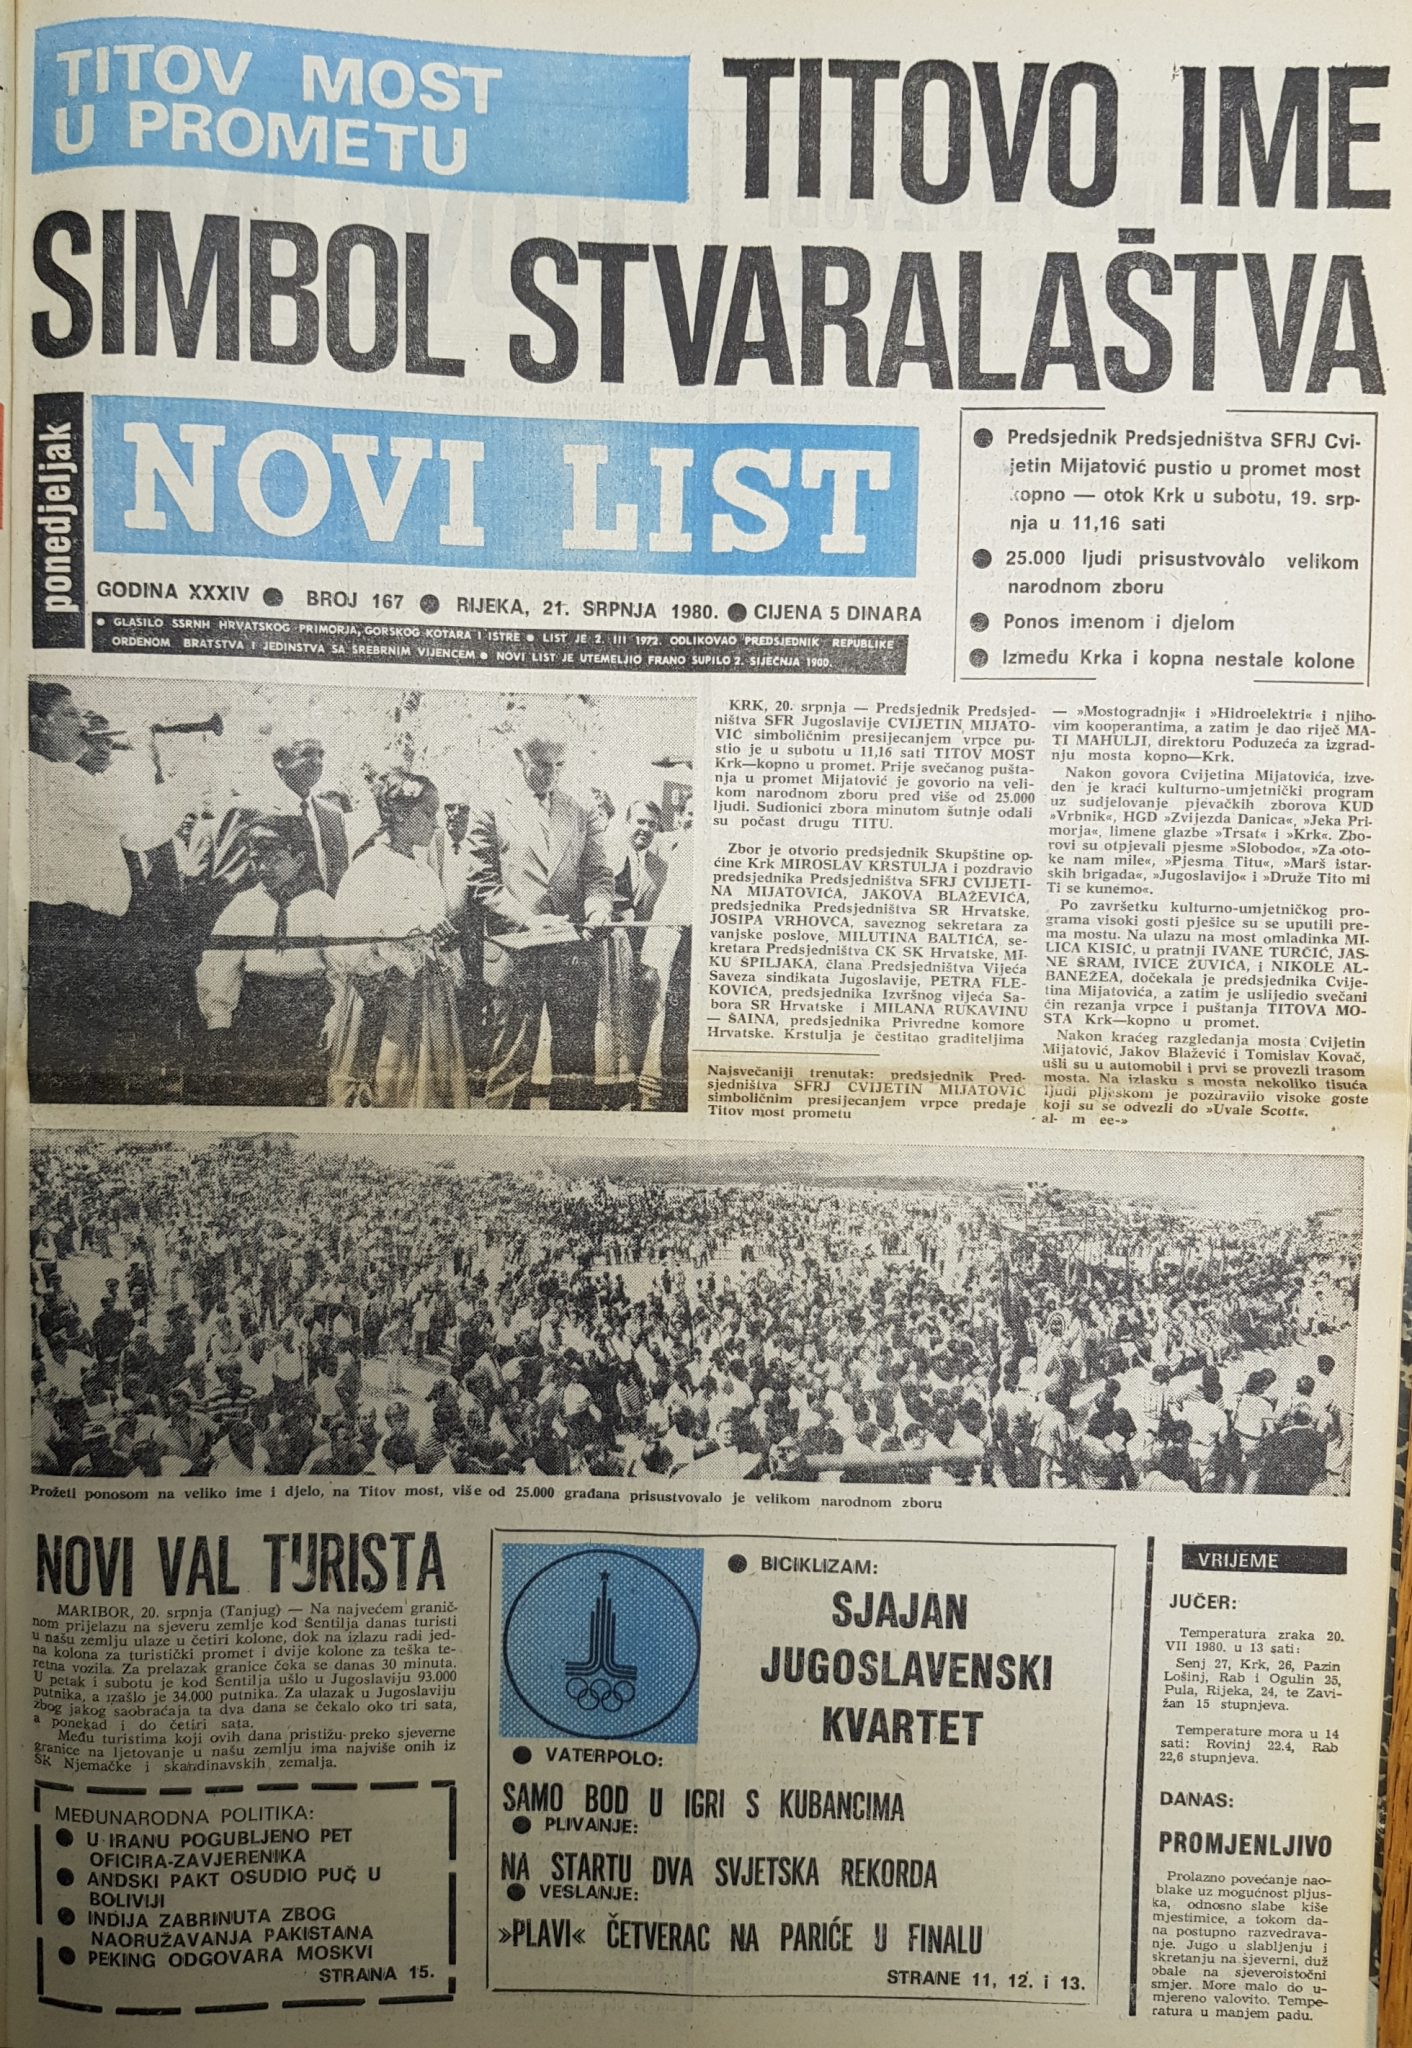 TITOV MOST
U PROMETU
TITOVO IME
SIMBOL STVARALAŠTVA
ponedjeljak
NOVI LIST
GODINA XXXIV ● BROJ 167 ● RIJEKA, 21. SRPNJA 1980. ● CIJENA 5 DINARA
● GLASILO SSRNH HRVATSKOG PRIMORJA, GORSKOG KOTARA I ISTRE ● LIST JE 2. III 1972. ODLIKOVAO PREDSJEDNIK REPUBLIKE
ORDENOM BRATSTVA I JEDINSTVA SA SREBRNIM VIJENCEM ● NOVI LIST JE UTEMELJIO FRANO SUPILO 2. SIJEČNJA 1900.
● Predsjednik Predsjedništva SFRJ Cvi-
jetin Mijatović pustio u promet most
kopno — otok Krk u subotu, 19. srp-
nja u 11,16 sati
● 25.000 ljudi prisustvovalo velikom
narodnom zboru
● Ponos imenom i djelom
● Između Krka i kopna nestale kolone
KRK, 20. srpnja — Predsjednik Predsjed-
ništva SFR Jugoslavije CVIJETIN MIJATO-
VIĆ simboličnim presijecanjem vrpce pu-
stio je u subotu u 11,16 sati TITOV MOST
Krk—kopno u promet. Prije svečanog pušta-
nja u promet Mijatović je govorio na veli-
kom narodnom zboru pred više od 25.000
ljudi. Sudionici zbora minutom šutnje odali
su počast drugu TITU.
Zbor je otvorio predsjednik Skupštine op-
ćine Krk MIROSLAV KRSTULJA i pozdravio
predsjednika Predsjedništva SFRJ CVIJETI-
NA MIJATOVIĆA, JAKOVA BLAŽEVIĆA,
predsjednika Predsjedništva SR Hrvatske,
JOSIPA VRHOVCA, saveznog sekretara za
vanjske poslove, MILUTINA BALTIĆA, se-
kretara Predsjedništva CK SK Hrvatske, MI-
KU ŠPILJAKA, člana Predsjedništva Vijeća
Saveza sindikata Jugoslavije, PETRA FLE-
KOVIĆA, predsjednika Izvršnog vijeća Sa-
bora SR Hrvatske i MILANA RUKAVINU
— ŠAINA, predsjednika Privredne komore
Hrvatske. Krstulja je čestitao graditeljima
— »Mostogradnji« i »Hidroelektri« i njiho-
vim kooperantima, a zatim je dao riječ MA-
TI MAHULJI, direktoru Poduzeća za izgrad-
nju mosta kopno—Krk.
Nakon govora Cvijetina Mijatovića, izve-
den je kraći kulturno-umjetnički program
uz sudjelovanje pjevačkih zborova KUD
»Vrbnik«, HGD »Zvijezda Danica«, »Jeka Pri-
morja«, limene glazbe »Trsat« i »Krk«. Zbo-
rovi su otpjevali pjesme »Slobodo«, »Za oto-
ke nam mile«, »Pjesma Titu«, »Marš istar-
skih brigada«, »Jugoslavijo« i »Druže Tito mi
Ti se kunemo«.
Po završetku kulturno-umjetničkog pro-
grama visoki gosti pješice su se uputili pre-
ma mostu. Na ulazu na most omladinka MI-
LICA KISIĆ, u pratnji IVANE TURČIĆ, JAS-
NE ŠRAM, IVICE ŽUVIĆA, i NIKOLE AL-
BANEŽEA, dočekala je predsjednika Cvije-
tina Mijatovića, a zatim je uslijedio svečani
čin rezanja vrpce i puštanja TITOVA MO-
STA Krk—kopno u promet.
Nakon kraćeg razgledanja mosta Cvijetin
Mijatović, Jakov Blažević i Tomislav Kovač,
ušli su u automobil i prvi se provezli trasom
mosta. Na izlasku s mosta nekoliko tisuća
ljudi pljeskom je pozdravilo visoke goste
koji su se odvezli do »Uvale Scott«.
Najsvečaniji trenutak: predsjednik Pred-
sjedništva SFRJ CVIJETIN MIJATOVIĆ
simboličnim presijecanjem vrpce predaje
Titov most prometu
Prožeti ponosom na veliko ime i djelo, na Titov most, više od 25.000 građana prisustvovalo je velikom narodnom zboru
NOVI VAL TURISTA
MARIBOR, 20. srpnja (Tanjug) — Na najvećem granič-
nom prijelazu na sjeveru zemlje kod Šentilja danas turisti
u našu zemlju ulaze u četiri kolone, dok na izlazu radi jed-
na kolona za turistički promet i dvije kolone za teška te-
retna vozila. Za prelazak granice čeka se danas 30 minuta.
U petak i subotu je kod Šentilja ušlo u Jugoslaviju 93.000
putnika, a izašlo je 34.000 putnika. Za ulazak u Jugoslaviju
zbog jakog saobraćaja ta dva dana se čekalo oko tri sata,
a ponekad i do četiri sata.
Među turistima koji ovih dana pristižu preko sjeverne
granice na ljetovanje u našu zemlju ima najviše onih iz
SR Njemačke i skandinavskih zemalja.
MEĐUNARODNA POLITIKA:
● U IRANU POGUBLJENO PET
OFICIRA-ZAVJERENIKA
● ANDSKI PAKT OSUDIO PUČ U
BOLIVIJI
● INDIJA ZABRINUTA ZBOG
NAORUŽAVANJA PAKISTANA
● PEKING ODGOVARA MOSKVI
STRANA 15.
● BICIKLIZAM:
SJAJAN
JUGOSLAVENSKI
KVARTET
● VATERPOLO:
SAMO BOD U IGRI S KUBANCIMA
● PLIVANJE:
NA STARTU DVA SVJETSKA REKORDA
● VESLANJE:
»PLAVI« ČETVERAC NA PARIĆE U FINALU
STRANE 11, 12. i 13.
VRIJEME
JUČER:
Temperatura zraka 20.
VII 1980. u 13 sati:
Senj 27, Krk, 26, Pazin
Lošinj, Rab i Ogulin 25,
Pula, Rijeka, 24, te Zavi-
žan 15 stupnjeva.
Temperature mora u 14
sati: Rovinj 22.4, Rab
22,6 stupnjeva.
DANAS:
PROMJENLJIVO
Prolazno povećanje nao-
blake uz mogućnost pljus-
ka, odnosno slabe kiše
mjestimice, a tokom da-
na postupno razvedrava-
nje. Jugo u slabljenju i
skretanju na sjeverni, duž
obale na sjeveroistočni
smjer. More malo do u-
mjereno valovito. Tempe-
ratura u manjem padu.